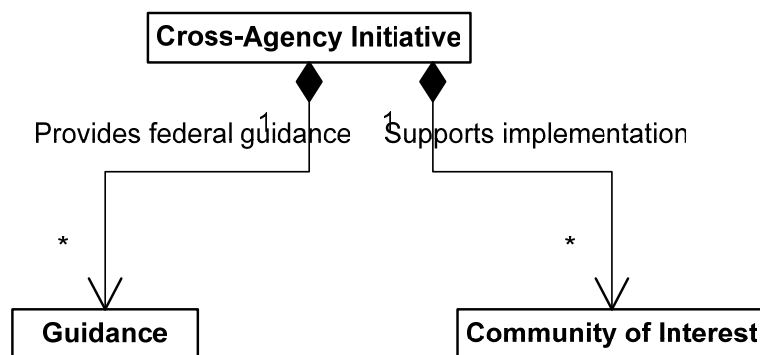 Cross-Agency Initiative
1
1
Provides federal guidance
Supports implementation
*
*
Guidance
Community of Interest